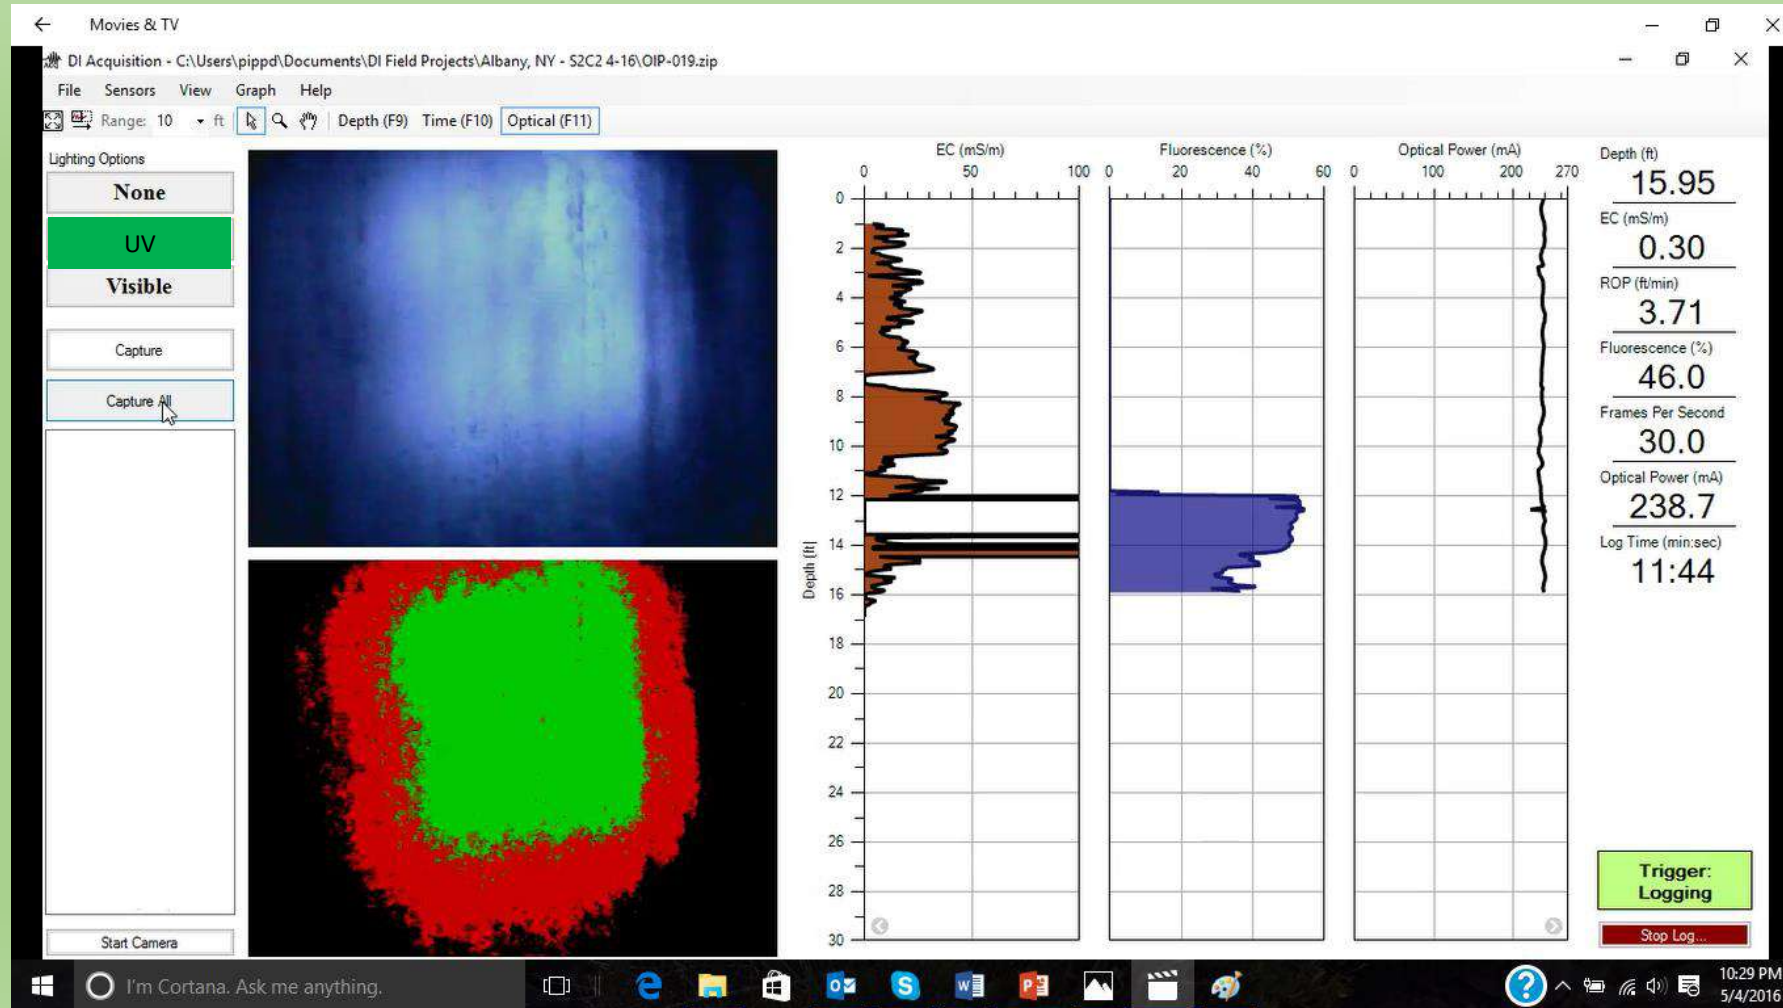 Movies & TV
DI Acquisition - C:\Users\pippd\Documents\DI Field Projects\Albany, NY - S2C2 4-16\OIP-019.zip
File Sensors View Graph Help
Range: 10 ft Depth (F9) Time (F10) Optical (F11)
Lighting Options
None
UV
Visible
Capture
Capture All
Start Camera
EC (mS/m)
0 50 100
Fluorescence (%)
0 20 40 60
Optical Power (mA)
0 100 200 270
Depth (ft)
0
2
4
6
8
10
12
14
16
18
20
22
24
26
28
30
Depth (ft)
15.95
EC (mS/m)
0.30
ROP (ft/min)
3.71
Fluorescence (%)
46.0
Frames Per Second
30.0
Optical Power (mA)
238.7
Log Time (min:sec)
11:44
Trigger:
Logging
Stop Log...
I'm Cortana. Ask me anything.
10:29 PM
5/4/2016